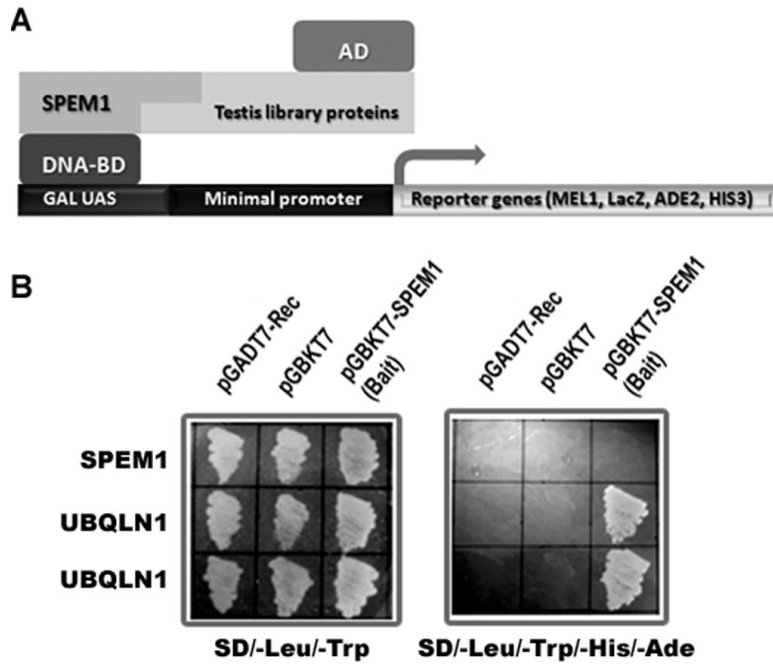 A
AD
SPEM1
Testis library proteins
DNA-BD
GAL UAS
Minimal promoter
Reporter genes (MEL1, LacZ, ADE2, HIS3)
B
pGADT7-Rec
pGBKT7
pGBKT7-SPEM1
(Bait)
pGADT7-Rec
pGBKT7
pGBKT7-SPEM1
(Bait)
SPEM1
UBQLN1
UBQLN1
SD/-Leu/-Trp
SD/-Leu/-Trp/-His/-Ade